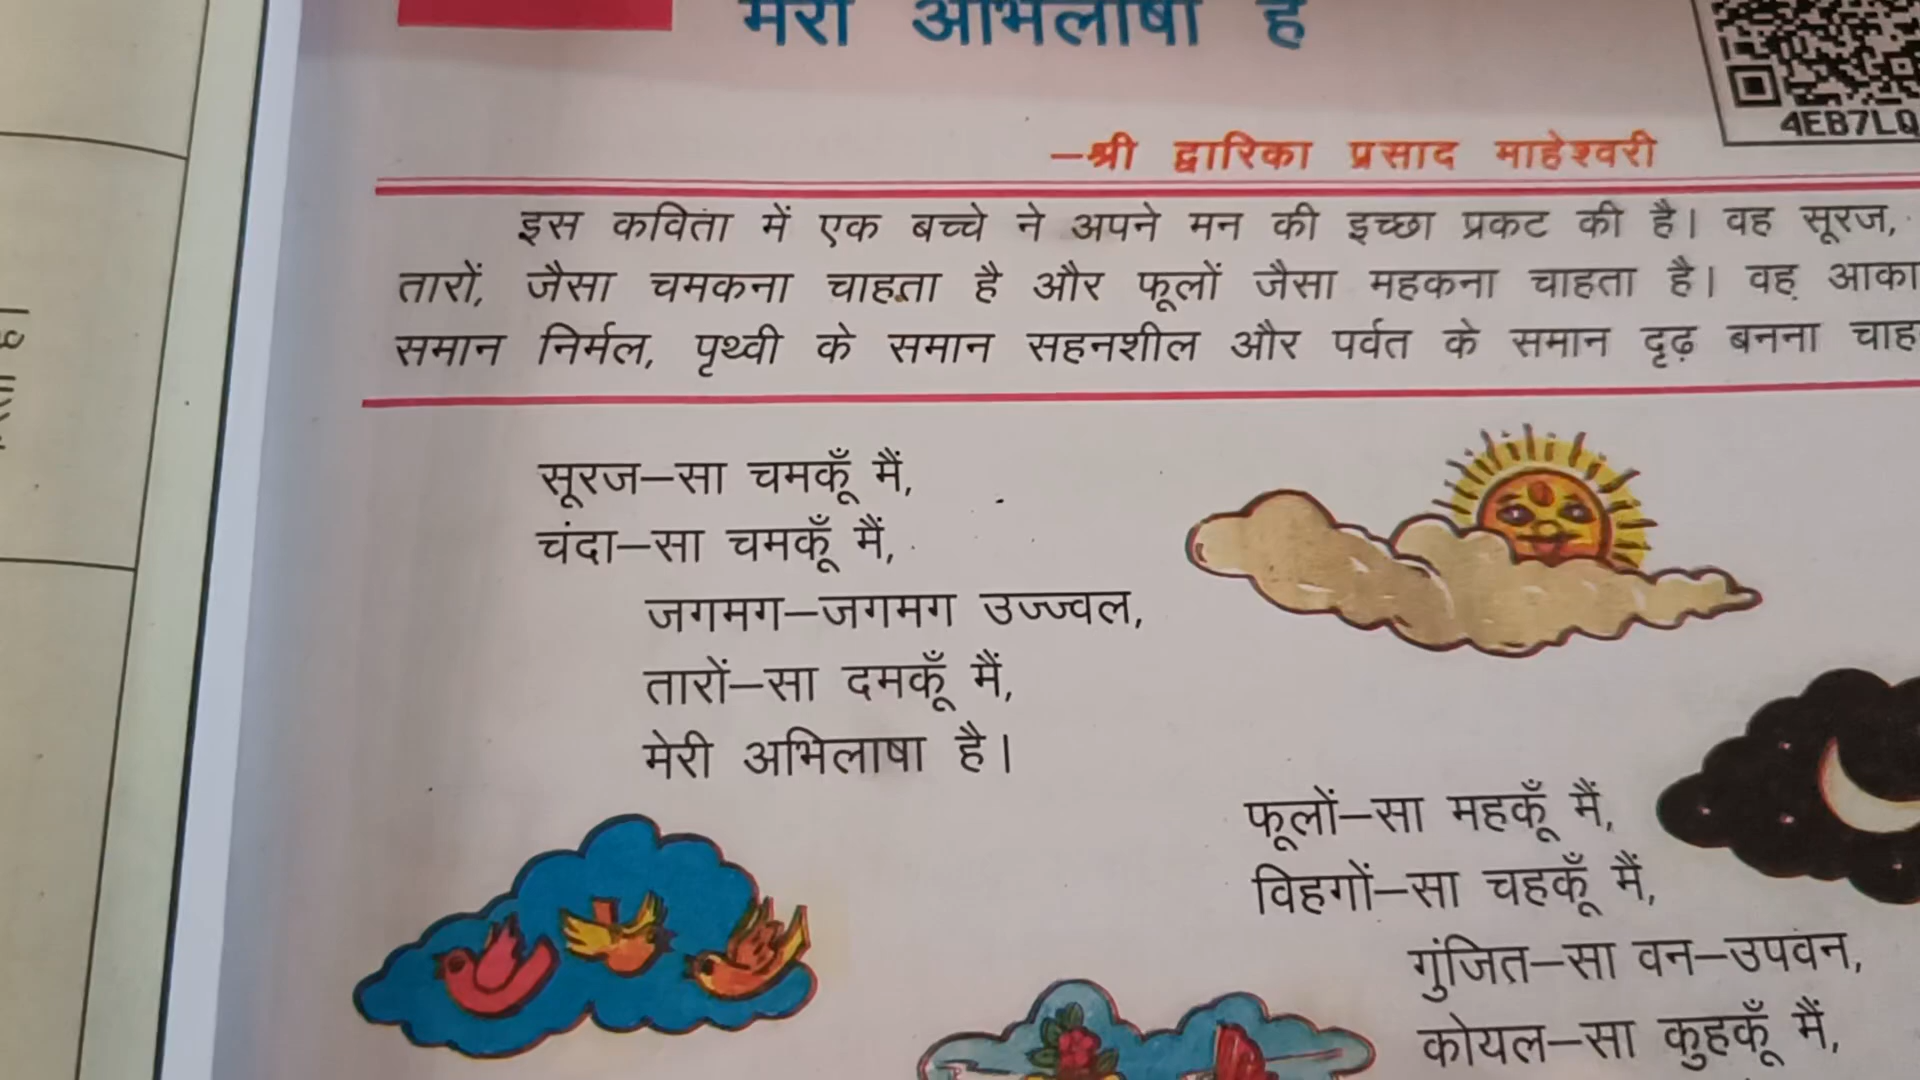 मेरी अभिलाषा है
4EB7LQ
–श्री द्वारिका प्रसाद माहेश्वरी
इस कविता में एक बच्चे ने अपने मन की इच्छा प्रकट की है। वह सूरज,
तारों, जैसा चमकना चाहता है और फूलों जैसा महकना चाहता है। वह
समान निर्मल, पृथ्वी के समान सहनशील और पर्वत के समान दृढ़ बनना
सूरज–सा चमकूँ मैं,
चंदा–सा चमकूँ मैं,
जगमग–जगमग उज्ज्वल,
तारों–सा दमकूँ मैं,
मेरी अभिलाषा है।
फूलों–सा महकूँ मैं,
विहगों–सा चहकूँ मैं,
गुंजित–सा वन–उपवन,
कोयल–सा कुहकूँ मैं,